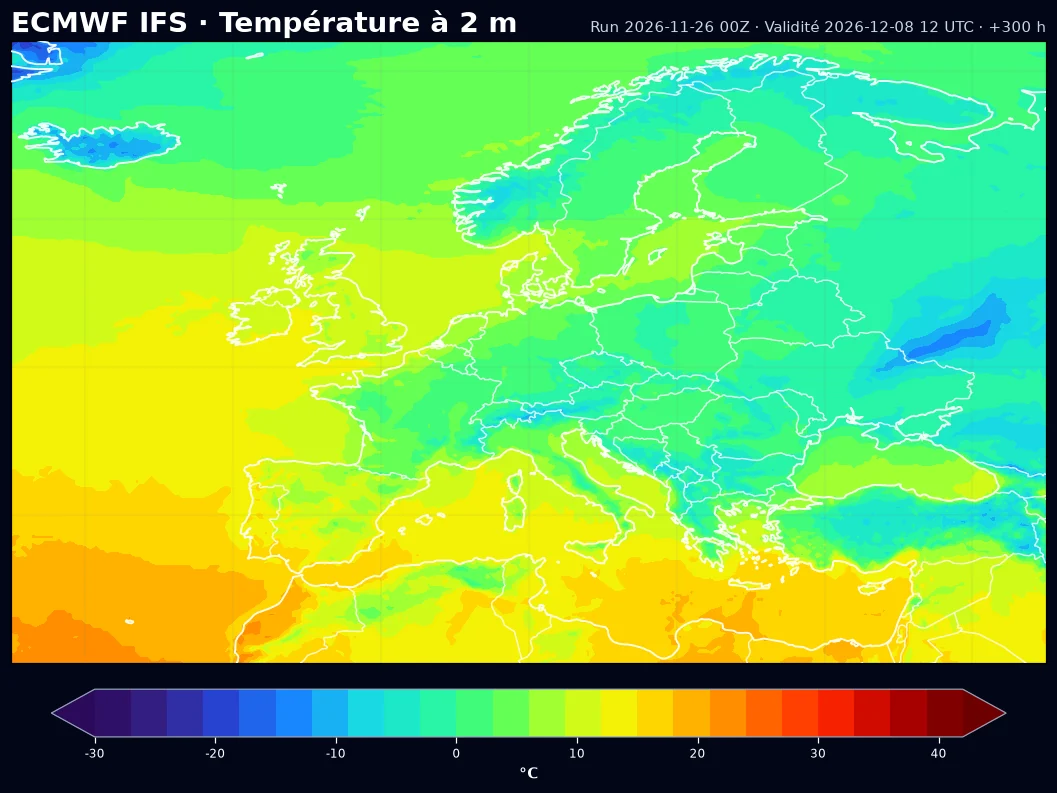 ECMWF IFS · Température à 2 m
Run 2026-11-26 00Z · Validité 2026-12-08 12 UTC · +300 h
-30 -20 -10 0 10 20 30 40
°C